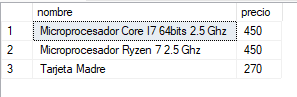 nombre precio
1 Microprocesador Core I7 64bits 2.5 Ghz 450
2 Microprocesador Ryzen 7 2.5 Ghz 450
3 Tarjeta Madre 270